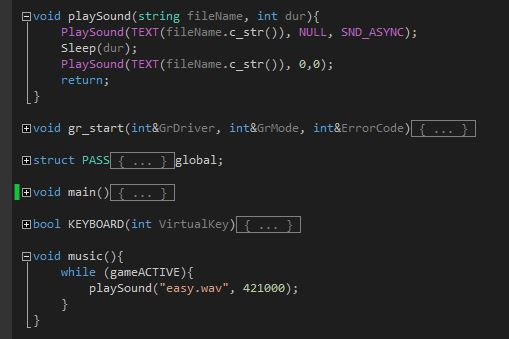 void playSound(string fileName, int dur){
PlaySound(TEXT(fileName.c_str()), NULL, SND_ASYNC);
Sleep(dur);
PlaySound(TEXT(fileName.c_str()), 0,0);
return;
}
void gr_start(int&GrDriver, int&GrMode, int&ErrorCode){ ... }
struct PASS{ ... }global;
void main(){ ... }
bool KEYBOARD(int VirtualKey){ ... }
void music(){
while (gameACTIVE){
playSound("easy.wav", 421000);
}
}